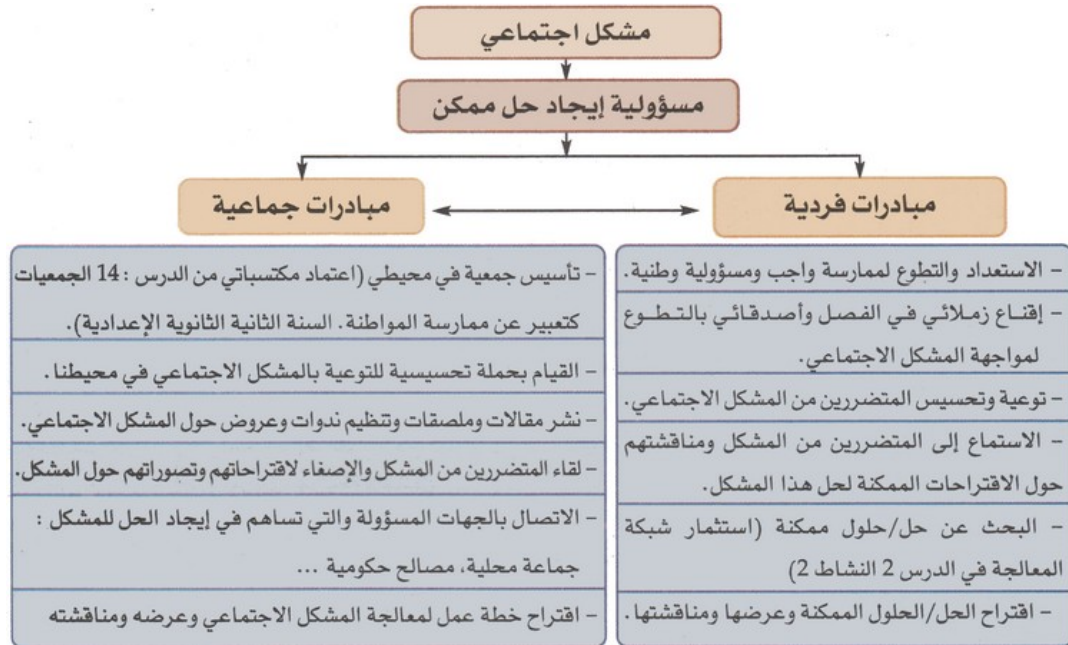 مشكل اجتماعي
مسؤولية إيجاد حل ممكن
مبادرات فردية
- الاستعداد والتطوع لممارسة واجب ومسؤولية وطنية.
- إقناع زملائي في الفصل وأصدقائي بالتطوع
لمواجهة المشكل الاجتماعي.
- توعية وتحسيس المتضررين من المشكل الاجتماعي.
- الاستماع إلى المتضررين من المشكل ومناقشتهم
حول الاقتراحات الممكنة لحل هذا المشكل.
- البحث عن حل/حلول ممكنة (استثمار شبكة
المعالجة في الدرس 2 النشاط 2)
- اقتراح الحل/الحلول الممكنة وعرضها ومناقشتها.
مبادرات جماعية
- تأسيس جمعية في محيطي (اعتماد مكتسباتي من الدرس : 14 الجمعيات
كتعبير عن ممارسة المواطنة. السنة الثانية الثانوية الإعدادية).
- القيام بحملة تحسيسية للتوعية بالمشكل الاجتماعي في محيطنا.
- نشر مقالات وملصقات وتنظيم ندوات وعروض حول المشكل الاجتماعي.
- لقاء المتضررين من المشكل والإصغاء لاقتراحاتهم وتصوراتهم حول المشكل.
- الاتصال بالجهات المسؤولة والتي تساهم في إيجاد الحل للمشكل :
جماعة محلية، مصالح حكومية ...
- اقتراح خطة عمل لمعالجة المشكل الاجتماعي وعرضه ومناقشته